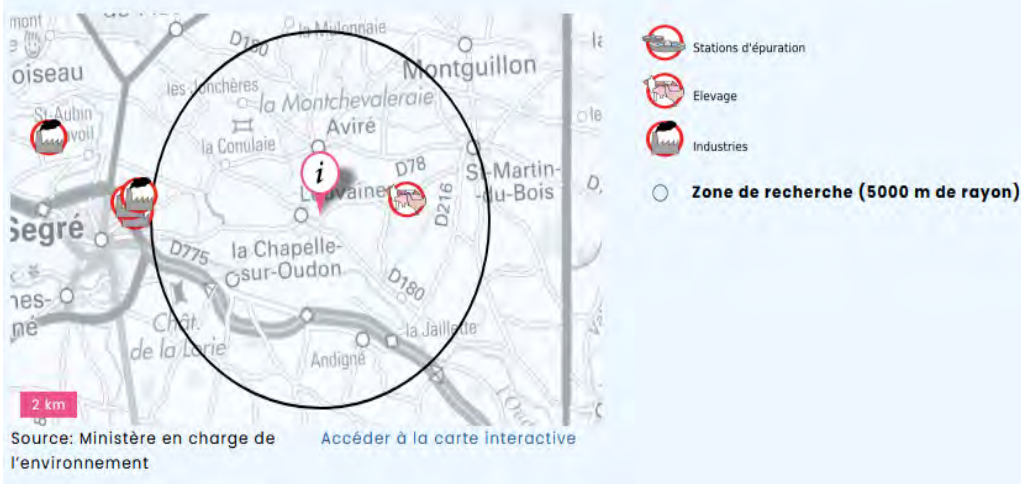 mont
la Mulonnaie
D180
oiseau
les Jonchères
Montguillon
la Montchevaleraie
St-Aubin
Aviré
la Conulaie
i
D78
St-Martin-
du-Bois
D216
Segré
la Chapelle-
sur-Oudon
D775
D180
Chât.
de la Lorie
la Jaillette
Andigné
2 km
Source: Ministère en charge de
l'environnement
Accéder à la carte interactive
Stations d'épuration
Elevage
Industries
Zone de recherche (5000 m de rayon)